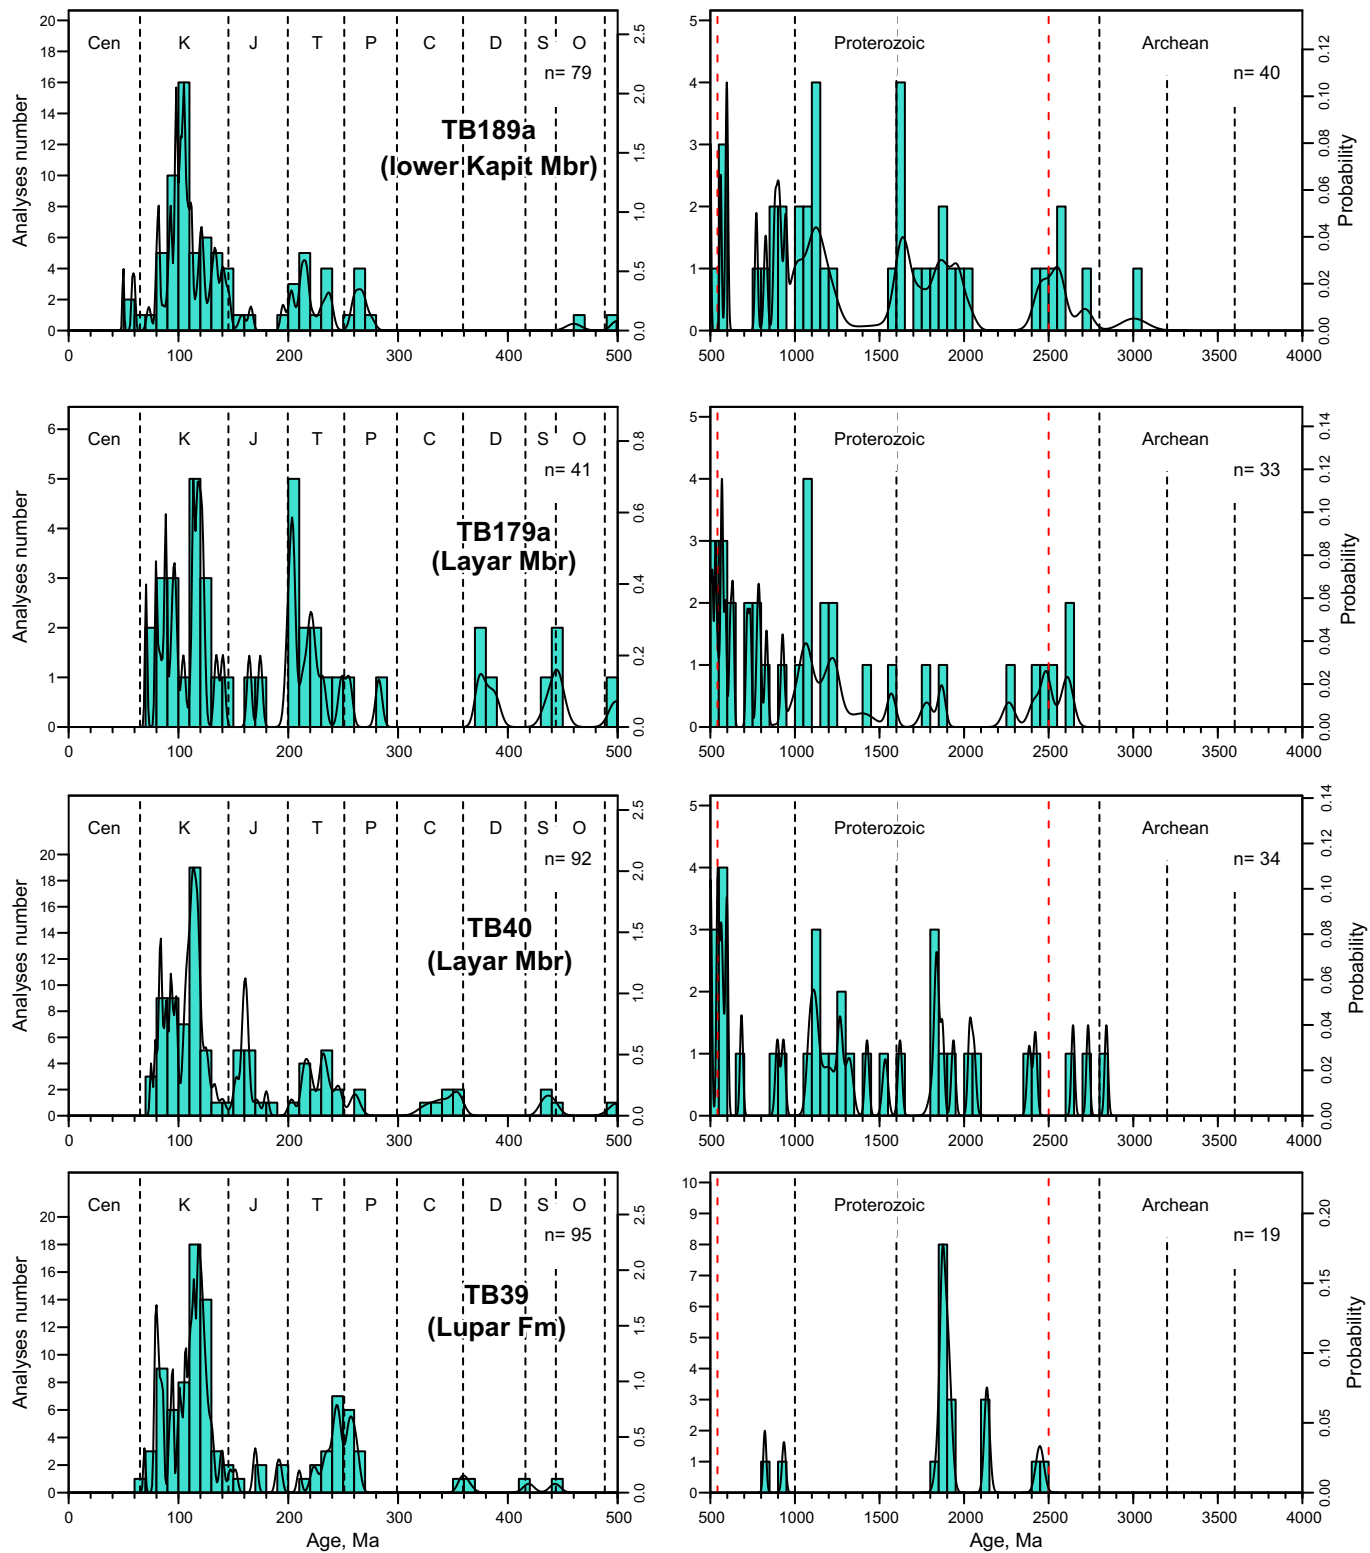 Cen K J T P C D S O
n= 79
TB189a
(lower Kapit Mbr)
Analyses number
0 2 4 6 8 10 12 14 16 18 20
0.0 0.5 1.0 1.5 2.0 2.5
0 100 200 300 400 500
Proterozoic Archean
n= 40
0 1 2 3 4 5
0.00 0.02 0.04 0.06 0.08 0.10 0.12
Probability
500 1000 1500 2000 2500 3000 3500 4000
Cen K J T P C D S O
n= 41
TB179a
(Layar Mbr)
Analyses number
0 1 2 3 4 5 6
0.0 0.2 0.4 0.6 0.8
0 100 200 300 400 500
Proterozoic Archean
n= 33
0 1 2 3 4 5
0.00 0.02 0.04 0.06 0.08 0.10 0.12 0.14
Probability
500 1000 1500 2000 2500 3000 3500 4000
Cen K J T P C D S O
n= 92
TB40
(Layar Mbr)
Analyses number
0 2 4 6 8 10 12 14 16 18 20
0.0 0.5 1.0 1.5 2.0 2.5
0 100 200 300 400 500
Proterozoic Archean
n= 34
0 1 2 3 4 5
0.00 0.02 0.04 0.06 0.08 0.10 0.12 0.14
Probability
500 1000 1500 2000 2500 3000 3500 4000
Cen K J T P C D S O
n= 95
TB39
(Lupar Fm)
Analyses number
0 2 4 6 8 10 12 14 16 18 20
0.0 0.5 1.0 1.5 2.0 2.5
0 100 200 300 400 500
Age, Ma
Proterozoic Archean
n= 19
0 1 2 3 4 5 6 7 8 9 10
0.00 0.05 0.10 0.15 0.20
Probability
500 1000 1500 2000 2500 3000 3500 4000
Age, Ma